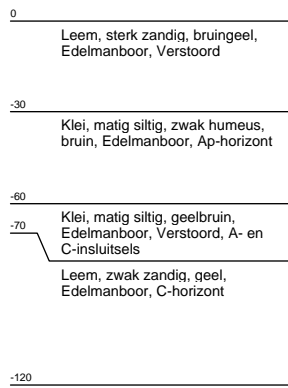 0
Leem, sterk zandig, bruingeel,
Edelmanboor, Verstoord
-30
Klei, matig siltig, zwak humeus,
bruin, Edelmanboor, Ap-horizont
-60
Klei, matig siltig, geelbruin,
Edelmanboor, Verstoord, A- en
C-insluitsels
-70
Leem, zwak zandig, geel,
Edelmanboor, C-horizont
-120